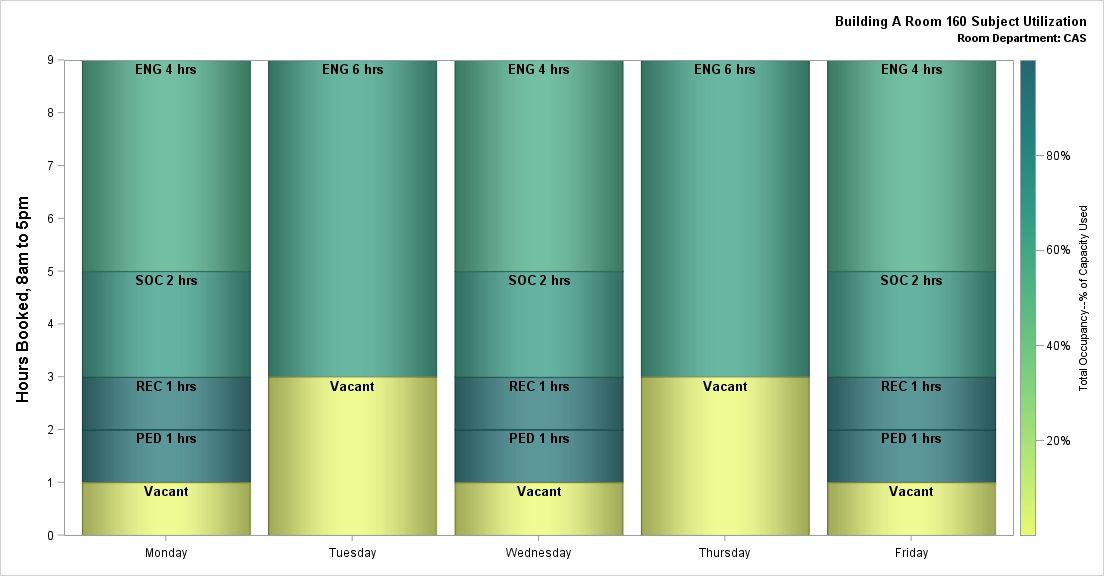 Building A Room 160 Subject Utilization
Room Department: CAS
Hours Booked, 8am to 5pm
9
8
7
6
5
4
3
2
1
0
ENG 4 hrs
SOC 2 hrs
REC 1 hrs
PED 1 hrs
Vacant
ENG 6 hrs
Vacant
ENG 4 hrs
SOC 2 hrs
REC 1 hrs
PED 1 hrs
Vacant
ENG 6 hrs
Vacant
ENG 4 hrs
SOC 2 hrs
REC 1 hrs
PED 1 hrs
Vacant
Monday
Tuesday
Wednesday
Thursday
Friday
80%
60%
40%
20%
Total Occupancy--% of Capacity Used